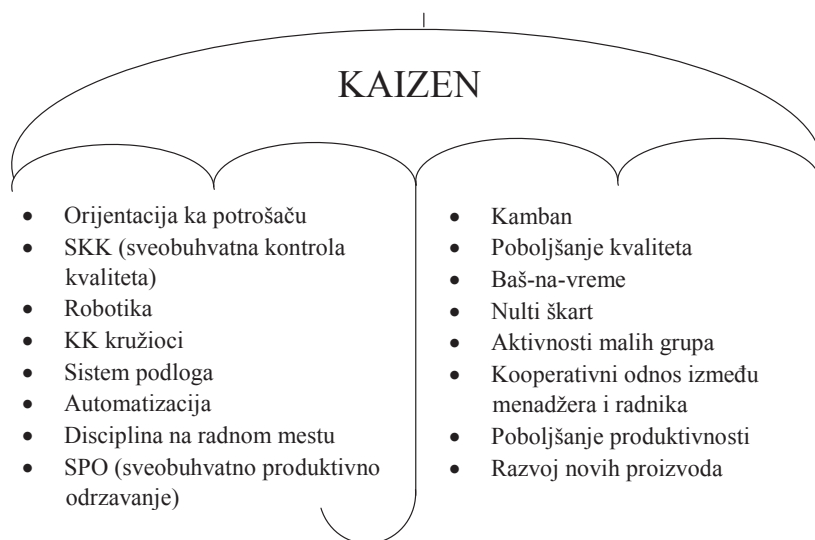 KAIZEN
• Orijentacija ka potrošaču
• SKK (sveobuhvatna kontrola
kvaliteta)
• Robotika
• KK kružioci
• Sistem podloga
• Automatizacija
• Disciplina na radnom mestu
• SPO (sveobuhvatno produktivno
odrzavanje)
• Kamban
• Poboljšanje kvaliteta
• Baš-na-vreme
• Nulti škart
• Aktivnosti malih grupa
• Kooperativni odnos između
menadžera i radnika
• Poboljšanje produktivnosti
• Razvoj novih proizvoda